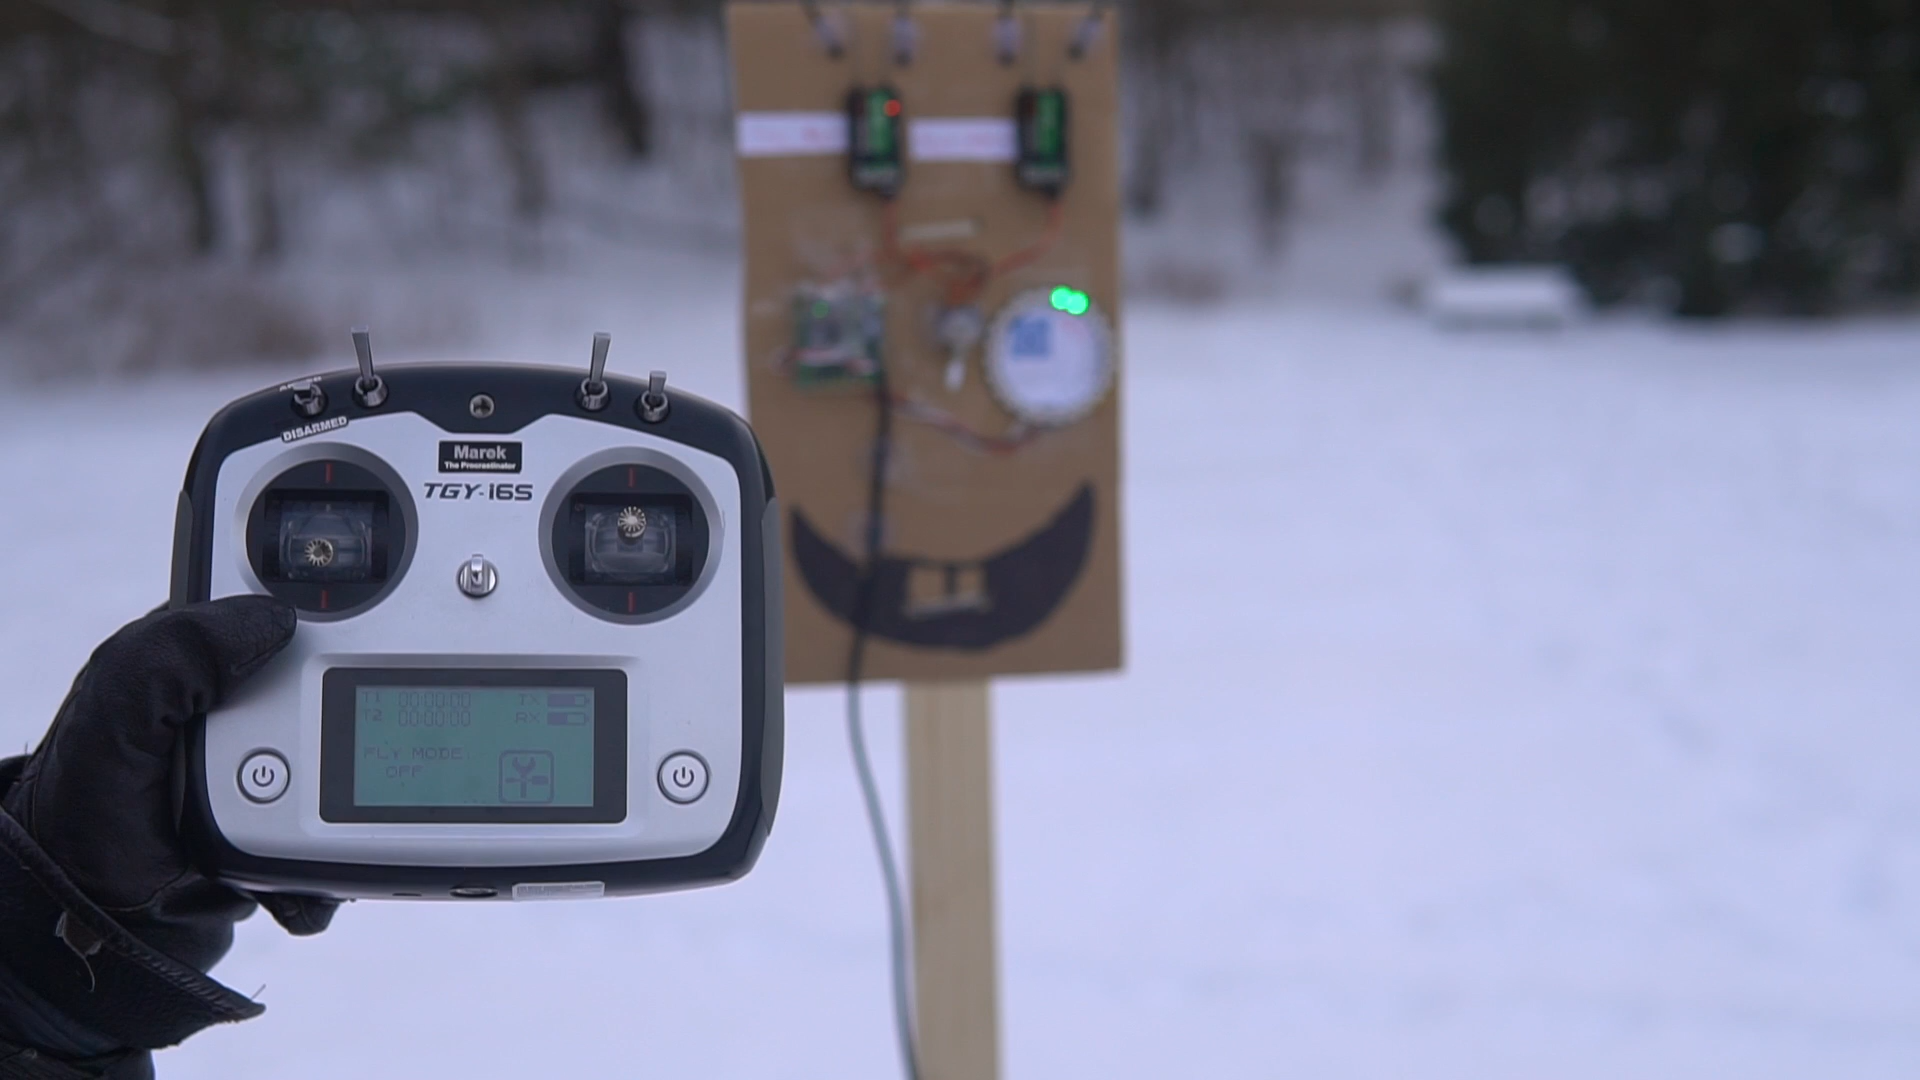 DISARMED
Marek
The Procrastinator
TGY-i6S
T1 00:00:00 TX
T2 00:00:00 RX
FLY MODE:
OFF